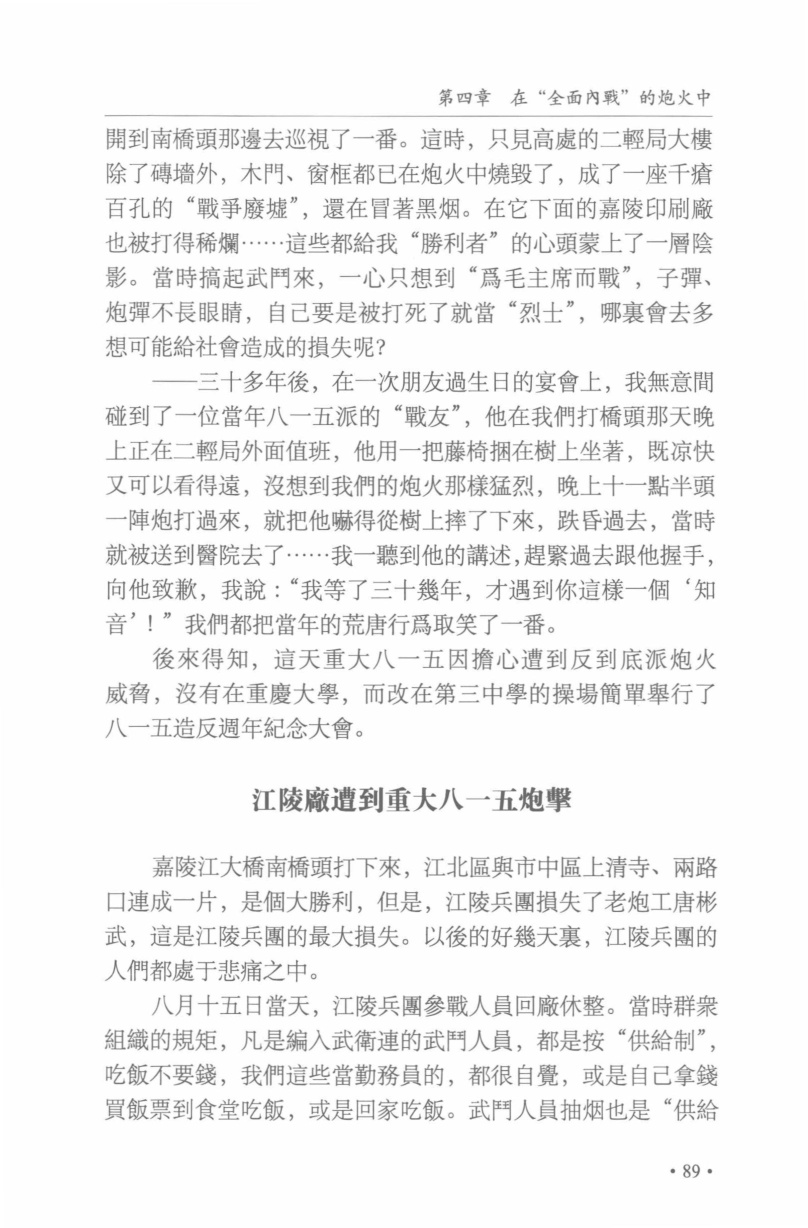 第四章　在“全面內戰”的炮火中
開到南橋頭那邊去巡視了一番。這時，只見高處的二輕局大樓
除了磚墻外，木門、窗框都已在炮火中燒毀了，成了一座千瘡
百孔的“戰爭廢墟”，還在冒著黑烟。在它下面的嘉陵印刷廠
也被打得稀爛……這些都給我“勝利者”的心頭蒙上了一層陰
影。當時搞起武鬥來，一心只想到“爲毛主席而戰”，子彈、
炮彈不長眼睛，自己要是被打死了就當“烈士”，哪裏會去多
想可能給社會造成的損失呢？
——三十多年後，在一次朋友過生日的宴會上，我無意間
碰到了一位當年八一五派的“戰友”，他在我們打橋頭那天晚
上正在二輕局外面值班，他用一把藤椅捆在樹上坐著，既凉快
又可以看得遠，沒想到我們的炮火那樣猛烈，晚上十一點半頭
一陣炮打過來，就把他嚇得從樹上摔了下來，跌昏過去，當時
就被送到醫院去了……我一聽到他的講述，趕緊過去跟他握手，
向他致歉，我說：“我等了三十幾年，才遇到你這樣一個‘知
音’！”我們都把當年的荒唐行爲取笑了一番。
後來得知，這天重大八一五因擔心遭到反到底派炮火
威脅，沒有在重慶大學，而改在第三中學的操場簡單舉行了
八一五造反週年紀念大會。
江陵廠遭到重大八一五炮擊
嘉陵江大橋南橋頭打下來，江北區與市中區上清寺、兩路
口連成一片，是個大勝利，但是，江陵兵團損失了老炮工唐彬
武，這是江陵兵團的最大損失。以後的好幾天裏，江陵兵團的
人們都處于悲痛之中。
八月十五日當天，江陵兵團參戰人員回廠休整。當時群衆
組織的規矩，凡是編入武衛連的武鬥人員，都是按“供給制”，
吃飯不要錢，我們這些當勤務員的，都很自覺，或是自己拿錢
買飯票到食堂吃飯，或是回家吃飯。武鬥人員抽烟也是“供給
·89·